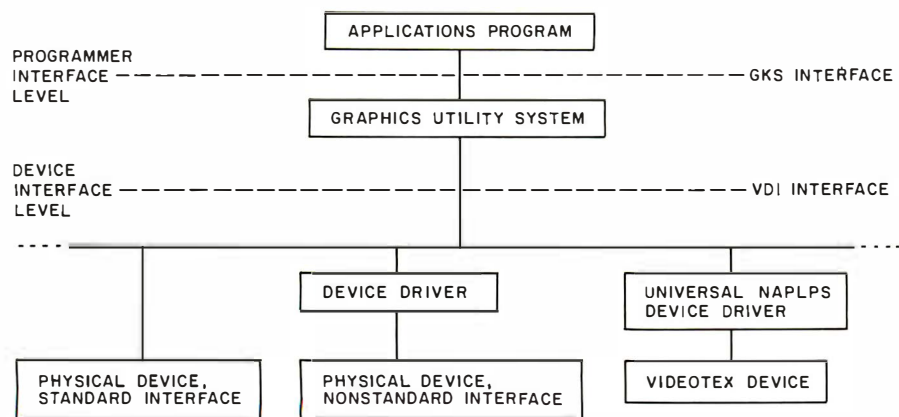 APPLICATIONS PROGRAM
PROGRAMMER
INTERFACE
LEVEL
GKS INTERFACE
GRAPHICS UTILITY SYSTEM
DEVICE
INTERFACE
LEVEL
VDI INTERFACE
DEVICE DRIVER
UNIVERSAL NAPLPS
DEVICE DRIVER
PHYSICAL DEVICE,
STANDARD INTERFACE
PHYSICAL DEVICE,
NONSTANDARD INTERFACE
VIDEOTEX DEVICE